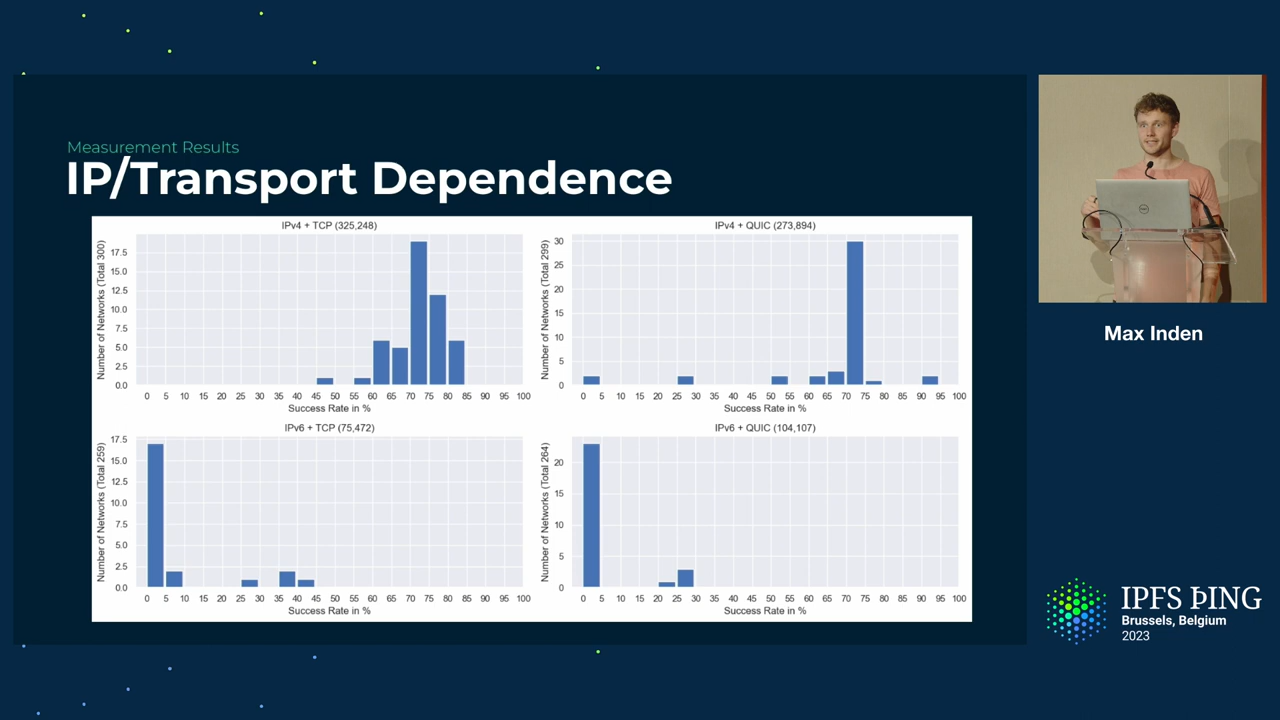 Measurement Results
IP/Transport Dependence
IPv4 + TCP (325,248)
Number of Networks (Total 300)
17.5
15.0
12.5
10.0
7.5
5.0
2.5
0.0
0 5 10 15 20 25 30 35 40 45 50 55 60 65 70 75 80 85 90 95 100
Success Rate in %
IPv4 + QUIC (273,894)
Number of Networks (Total 299)
30
25
20
15
10
5
0
0 5 10 15 20 25 30 35 40 45 50 55 60 65 70 75 80 85 90 95 100
Success Rate in %
IPv6 + TCP (75,472)
Number of Networks (Total 259)
17.5
15.0
12.5
10.0
7.5
5.0
2.5
0.0
0 5 10 15 20 25 30 35 40 45 50 55 60 65 70 75 80 85 90 95 100
Success Rate in %
IPv6 + QUIC (104,107)
Number of Networks (Total 264)
20
15
10
5
0
0 5 10 15 20 25 30 35 40 45 50 55 60 65 70 75 80 85 90 95 100
Success Rate in %
Max Inden
IPFS ÞING
Brussels, Belgium
2023